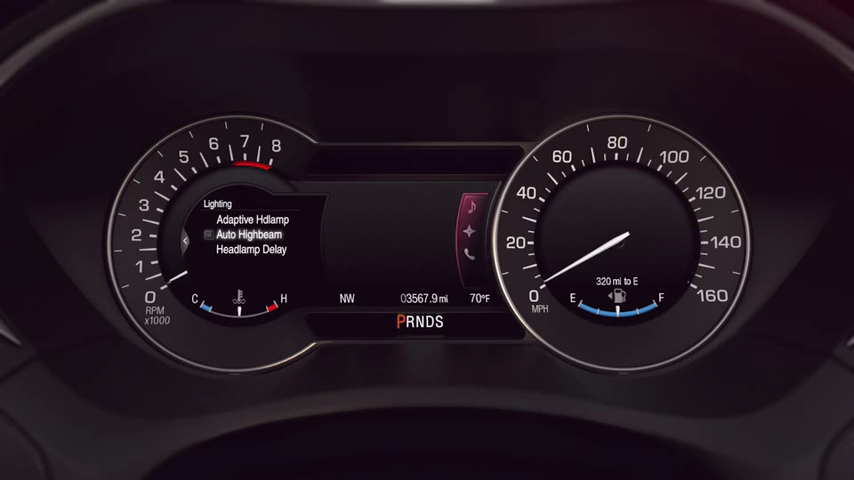 0
1
2
3
4
5
6
7
8
RPM
x1000
Lighting
Adaptive Hdlamp
Auto Highbeam
Headlamp Delay
C
H
NW
03567.9 mi
70°F
PRNDS
0
20
40
60
80
100
120
140
160
MPH
320 mi to E
E
F